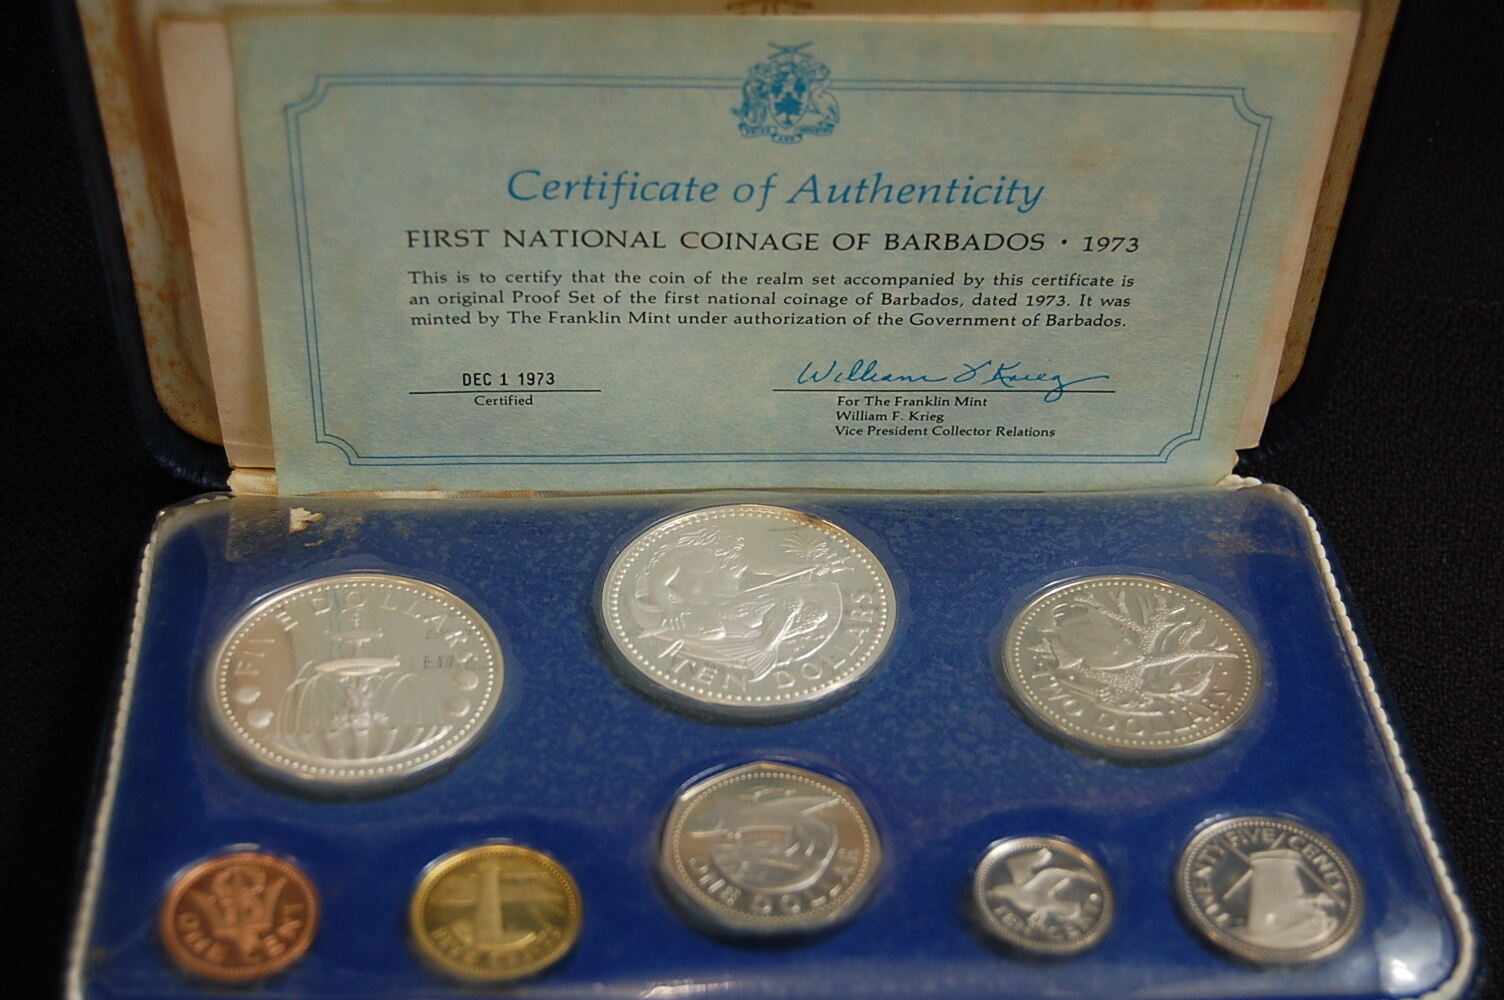 Certificate of Authenticity
FIRST NATIONAL COINAGE OF BARBADOS • 1973
This is to certify that the coin of the realm set accompanied by this certificate is
an original Proof Set of the first national coinage of Barbados, dated 1973. It was
minted by The Franklin Mint under authorization of the Government of Barbados.
DEC 1 1973
Certified
William F Krieg
For The Franklin Mint
William F. Krieg
Vice President Collector Relations
FIVE DOLLARS
TEN DOLLARS
TWO DOLLARS
ONE CENT
FIVE CENTS
ONE DOLLAR
TEN CENTS
TWENTY FIVE CENTS